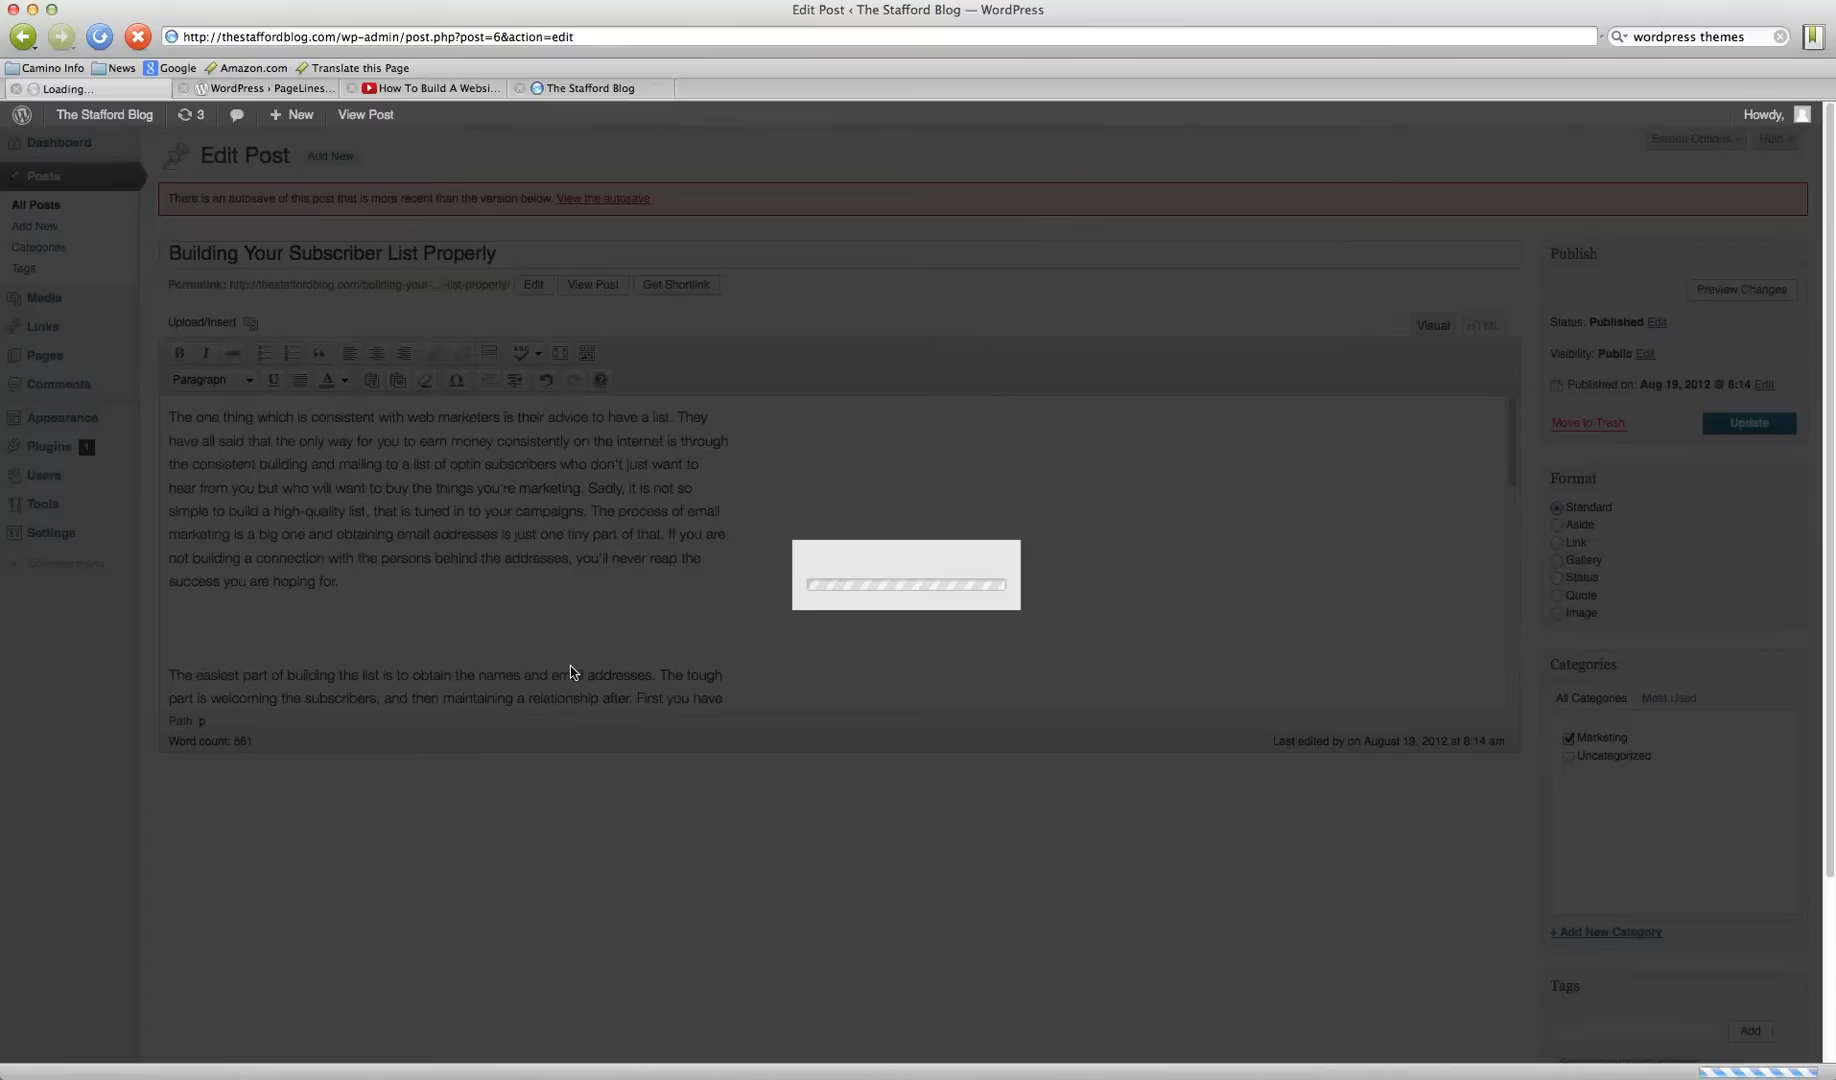 Edit Post ‹ The Stafford Blog — WordPress
http://thestaffordblog.com/wp-admin/post.php?post=6&action=edit
wordpress themes
Camino Info News Google Amazon.com Translate this Page
Loading... WordPress › PageLines... How To Build A Websi... The Stafford Blog
The Stafford Blog 3 + New View Post Howdy,
Dashboard
Posts
All Posts
Add New
Categories
Tags
Media
Links
Pages
Comments
Appearance
Plugins 1
Users
Tools
Settings
Collapse menu
Screen Options Help
Edit Post Add New
There is an autosave of this post that is more recent than the version below. View the autosave
Building Your Subscriber List Properly
Permalink: http://thestaffordblog.com/building-your-...-list-properly/ Edit View Post Get Shortlink
Upload/Insert
Visual HTML
B I ABC
Paragraph U A Ω
The one thing which is consistent with web marketers is their advice to have a list. They
have all said that the only way for you to earn money consistently on the internet is through
the consistent building and mailing to a list of optin subscribers who don't just want to
hear from you but who will want to buy the things you're marketing. Sadly, it is not so
simple to build a high-quality list, that is tuned in to your campaigns. The process of email
marketing is a big one and obtaining email addresses is just one tiny part of that. If you are
not building a connection with the persons behind the addresses, you'll never reap the
success you are hoping for.
The easiest part of building the list is to obtain the names and email addresses. The tough
part is welcoming the subscribers, and then maintaining a relationship after. First you have
Path: p
Word count: 561
Last edited by on August 19, 2012 at 8:14 am
Publish
Preview Changes
Status: Published Edit
Visibility: Public Edit
Published on: Aug 19, 2012 @ 8:14 Edit
Move to Trash Update
Format
Standard
Aside
Link
Gallery
Status
Quote
Image
Categories
All Categories Most Used
Marketing
Uncategorized
+ Add New Category
Tags
Add